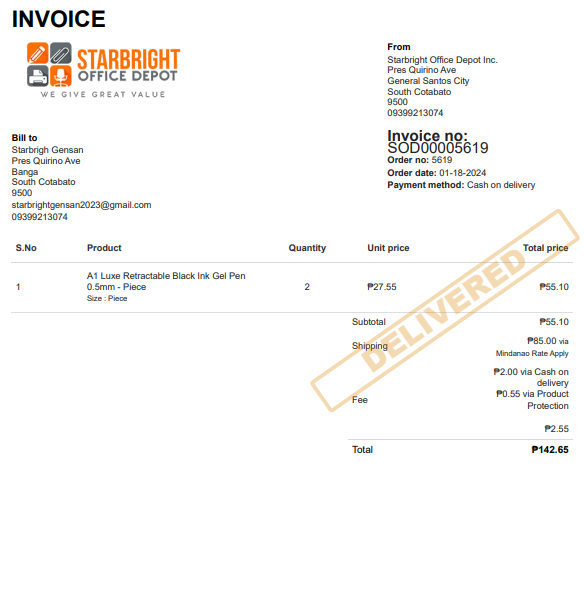 INVOICE
STARBRIGHT
OFFICE DEPOT
WE GIVE GREAT VALUE
From
Starbright Office Depot Inc.
Pres Quirino Ave
General Santos City
South Cotabato
9500
09399213074
Bill to
Starbrigh Gensan
Pres Quirino Ave
Banga
South Cotabato
9500
starbrightgensan2023@gmail.com
09399213074
Invoice no:
SOD00005619
Order no: 5619
Order date: 01-18-2024
Payment method: Cash on delivery
S.No Product Quantity Unit price Total price
1 A1 Luxe Retractable Black Ink Gel Pen
0.5mm - Piece 2 ₱27.55 ₱55.10
Size : Piece
DELIVERED
Subtotal ₱55.10
Shipping ₱85.00 via
Mindanao Rate Apply
Fee ₱2.00 via Cash on
delivery
₱0.55 via Product
Protection
₱2.55
Total ₱142.65